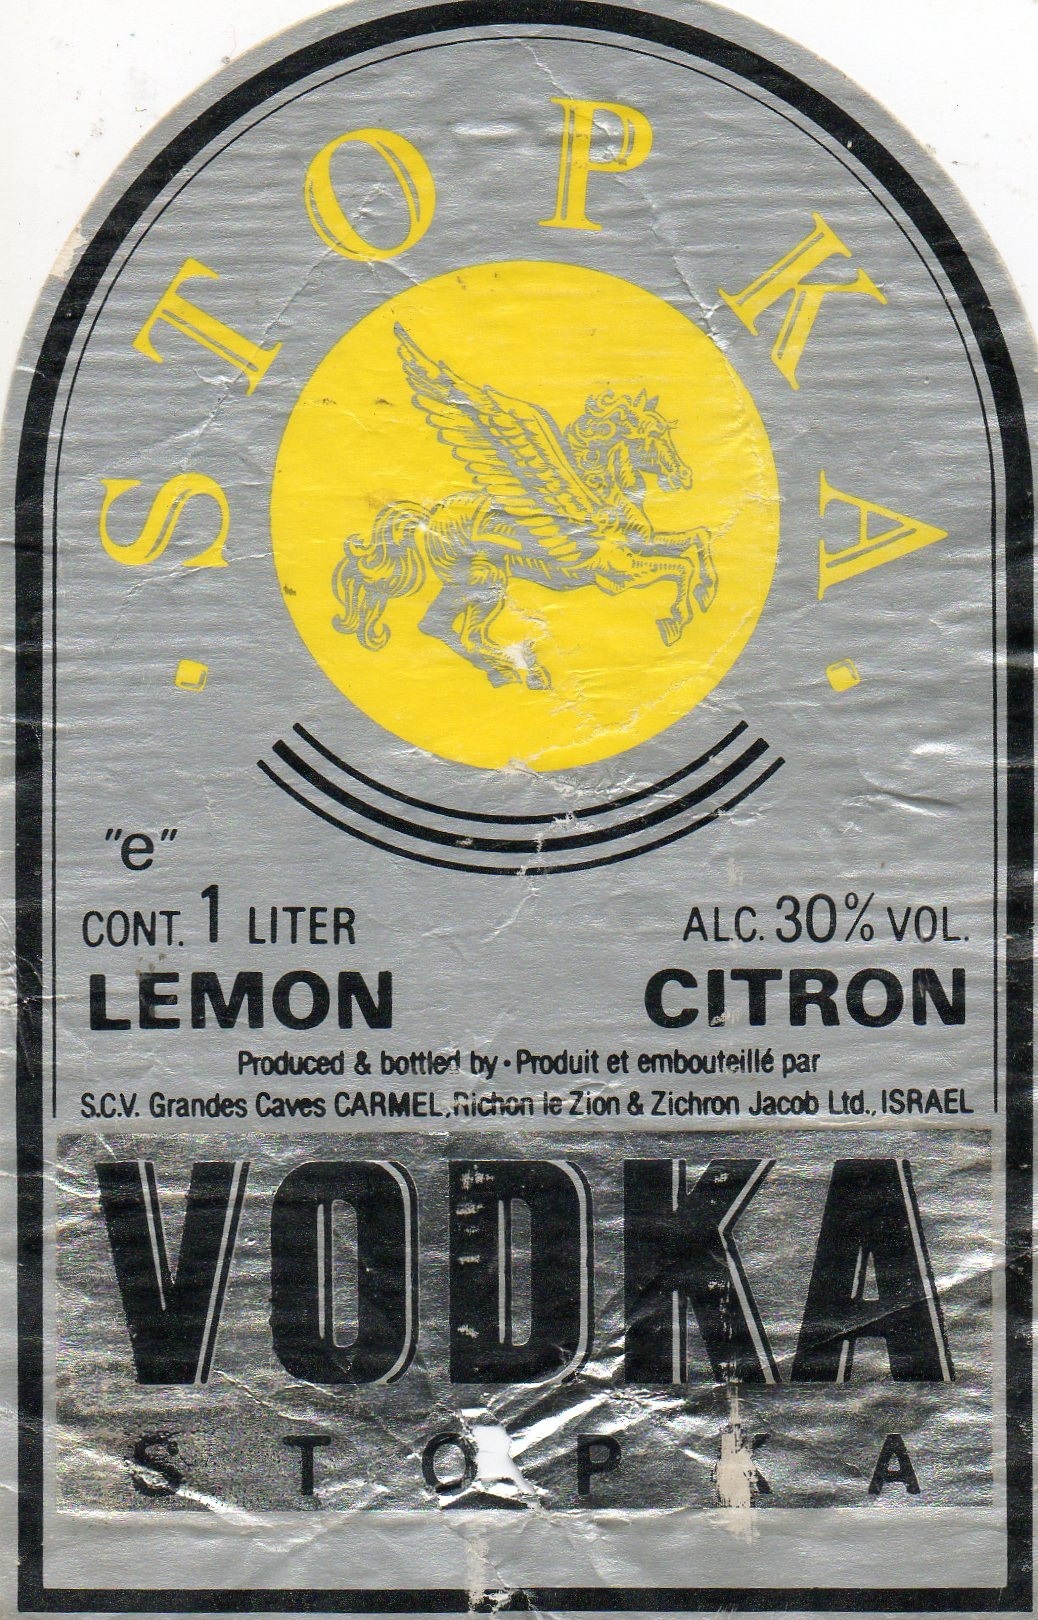 STOPKA
"e"
CONT. 1 LITER
ALC. 30% VOL.
LEMON
CITRON
Produced & bottled by • Produit et embouteillé par
S.C.V. Grandes Caves CARMEL, Richon le Zion & Zichron Jacob Ltd., ISRAEL
VODKA
STOPKA